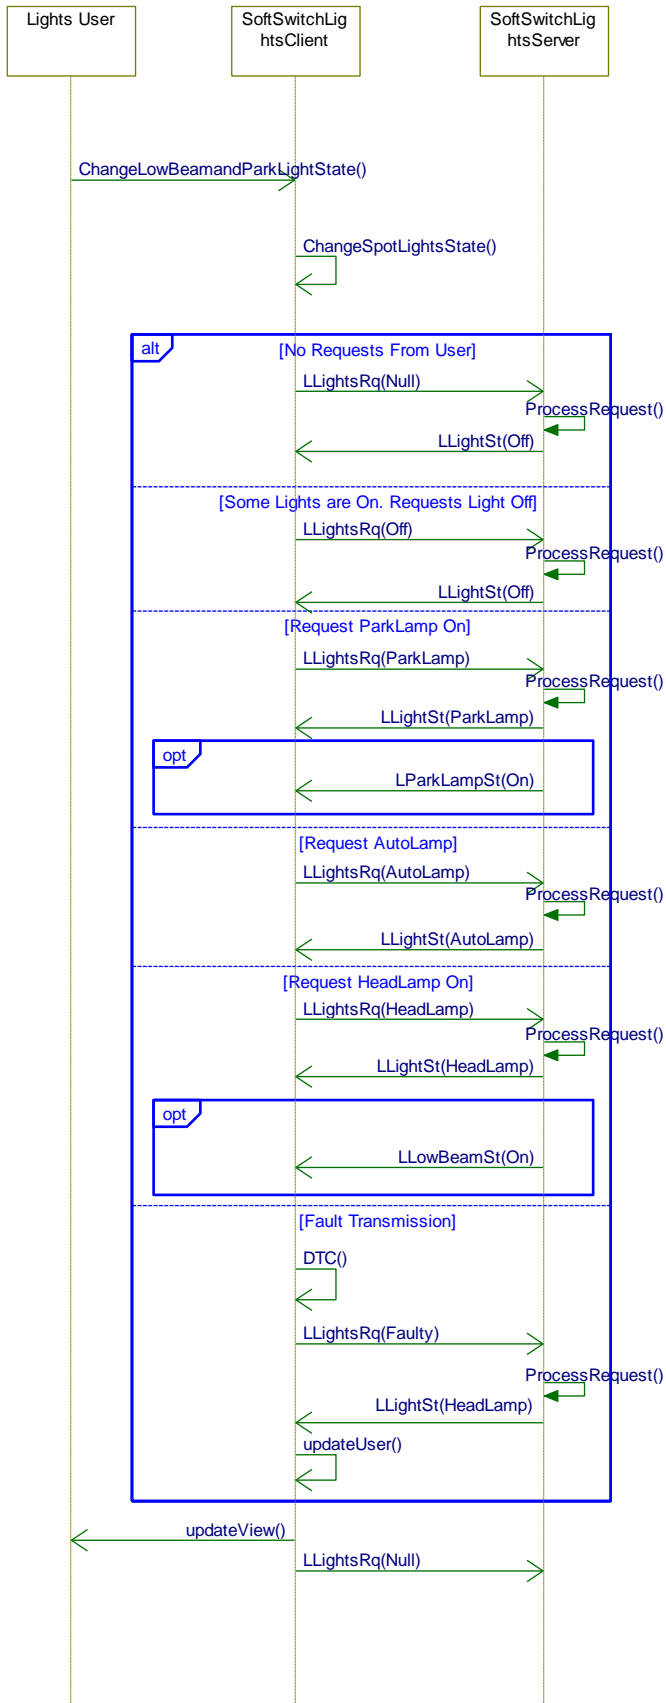 Lights User
SoftSwitchLig
htsClient
SoftSwitchLig
htsServer
ChangeLowBeamandParkLightState()
ChangeSpotLightsState()
alt
[No Requests From User]
LLightsRq(Null)
ProcessRequest()
LLightSt(Off)
[Some Lights are On. Requests Light Off]
LLightsRq(Off)
ProcessRequest()
LLightSt(Off)
[Request ParkLamp On]
LLightsRq(ParkLamp)
ProcessRequest()
LLightSt(ParkLamp)
opt
LParkLampSt(On)
[Request AutoLamp]
LLightsRq(AutoLamp)
ProcessRequest()
LLightSt(AutoLamp)
[Request HeadLamp On]
LLightsRq(HeadLamp)
ProcessRequest()
LLightSt(HeadLamp)
opt
LLowBeamSt(On)
[Fault Transmission]
DTC()
LLightsRq(Faulty)
ProcessRequest()
LLightSt(HeadLamp)
updateUser()
updateView()
LLightsRq(Null)